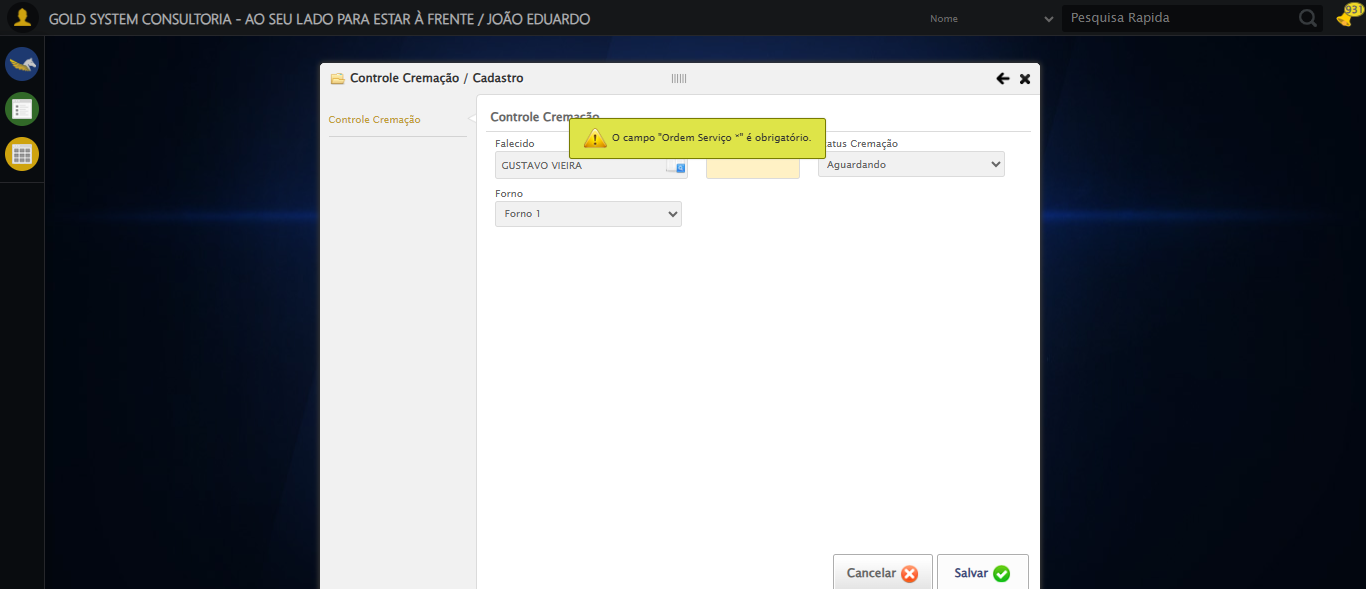 GOLD SYSTEM CONSULTORIA - AO SEU LADO PARA ESTAR À FRENTE / JOÃO EDUARDO
Nome
Pesquisa Rapida
931
Controle Cremação / Cadastro
Controle Cremação
Controle Cremação
O campo "Ordem Serviço *" é obrigatório.
Falecido
tatus Cremação
GUSTAVO VIEIRA
Aguardando
Forno
Forno 1
Cancelar
Salvar